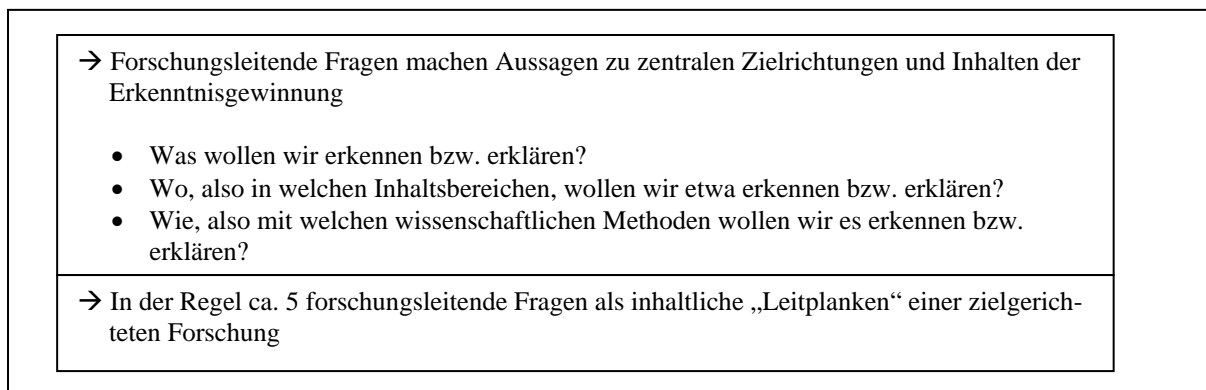 → Forschungsleitende Fragen machen Aussagen zu zentralen Zielrichtungen und Inhalten der
Erkenntnisgewinnung
• Was wollen wir erkennen bzw. erklären?
• Wo, also in welchen Inhaltsbereichen, wollen wir etwa erkennen bzw. erklären?
• Wie, also mit welchen wissenschaftlichen Methoden wollen wir es erkennen bzw.
erklären?
→ In der Regel ca. 5 forschungsleitende Fragen als inhaltliche „Leitplanken“ einer zielgerich-
teten Forschung